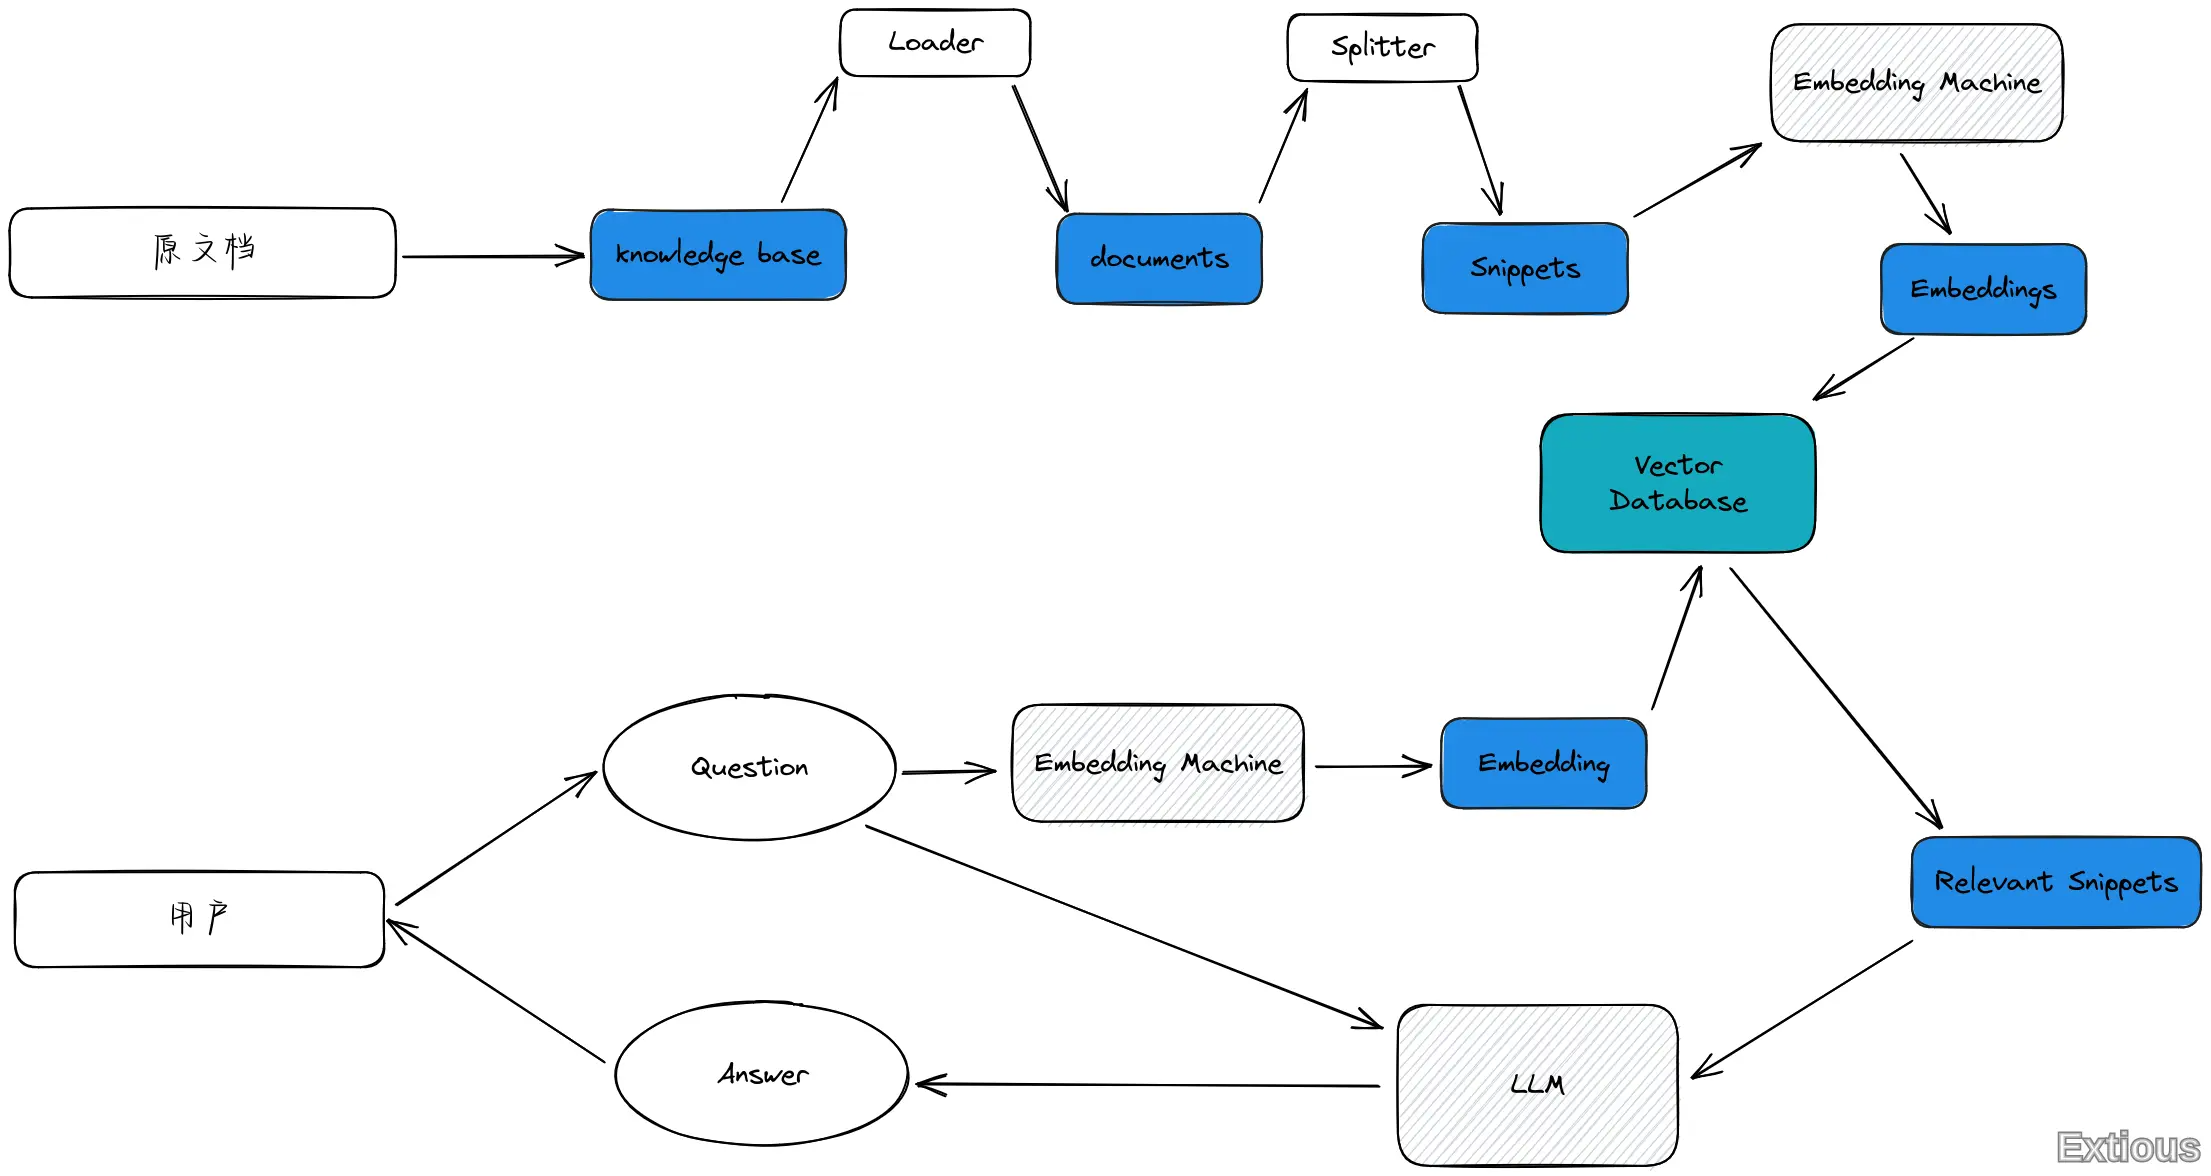 Loader
Splitter
Embedding Machine
原文档
knowledge base
documents
Snippets
Embeddings
Vector
Database
Question
Embedding Machine
Embedding
Relevant Snippets
用户
Answer
LLM
Extious